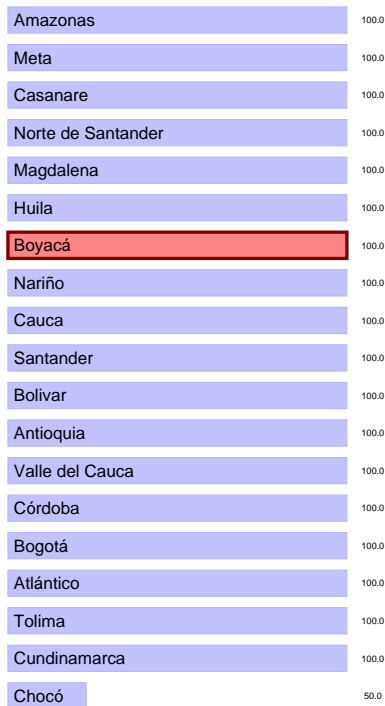 Amazonas 100.0
Meta 100.0
Casanare 100.0
Norte de Santander 100.0
Magdalena 100.0
Huila 100.0
Boyacá 100.0
Nariño 100.0
Cauca 100.0
Santander 100.0
Bolivar 100.0
Antioquia 100.0
Valle del Cauca 100.0
Córdoba 100.0
Bogotá 100.0
Atlántico 100.0
Tolima 100.0
Cundinamarca 100.0
Chocó 50.0